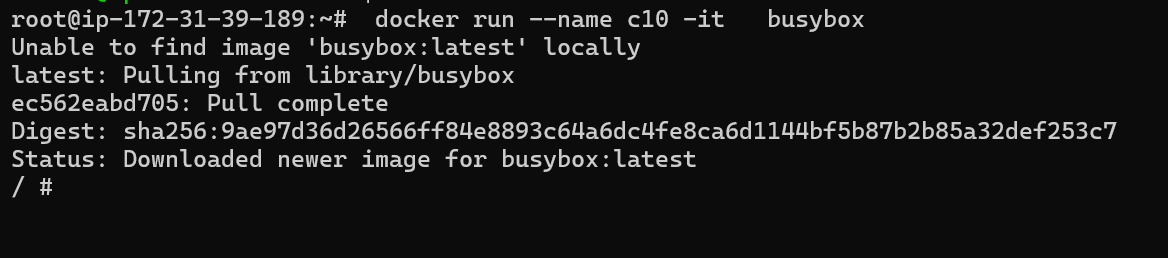 root@ip-172-31-39-189:~#  docker run --name c10 -it   busybox
Unable to find image 'busybox:latest' locally
latest: Pulling from library/busybox
ec562eabd705: Pull complete
Digest: sha256:9ae97d36d26566ff84e8893c64a6dc4fe8ca6d1144bf5b87b2b85a32def253c7
Status: Downloaded newer image for busybox:latest
/ #